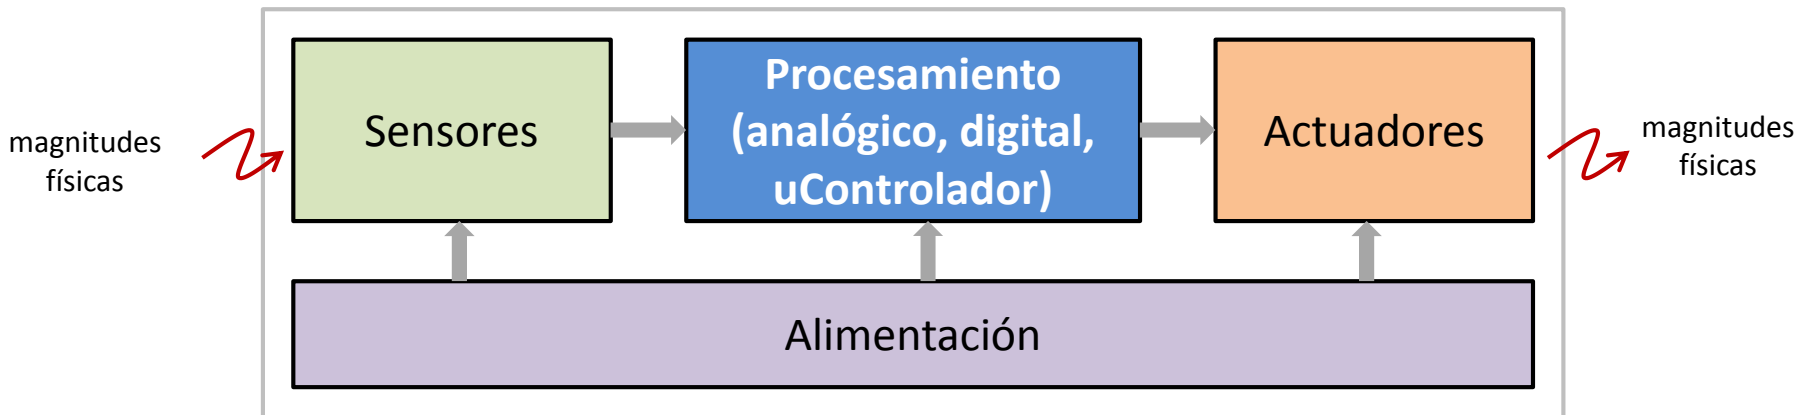 magnitudes
físicas
Sensores
Procesamiento
(analógico, digital,
uControlador)
Actuadores
magnitudes
físicas
Alimentación